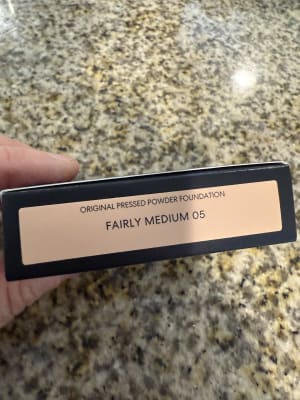 ORIGINAL PRESSED POWDER FOUNDATION
FAIRLY MEDIUM 05